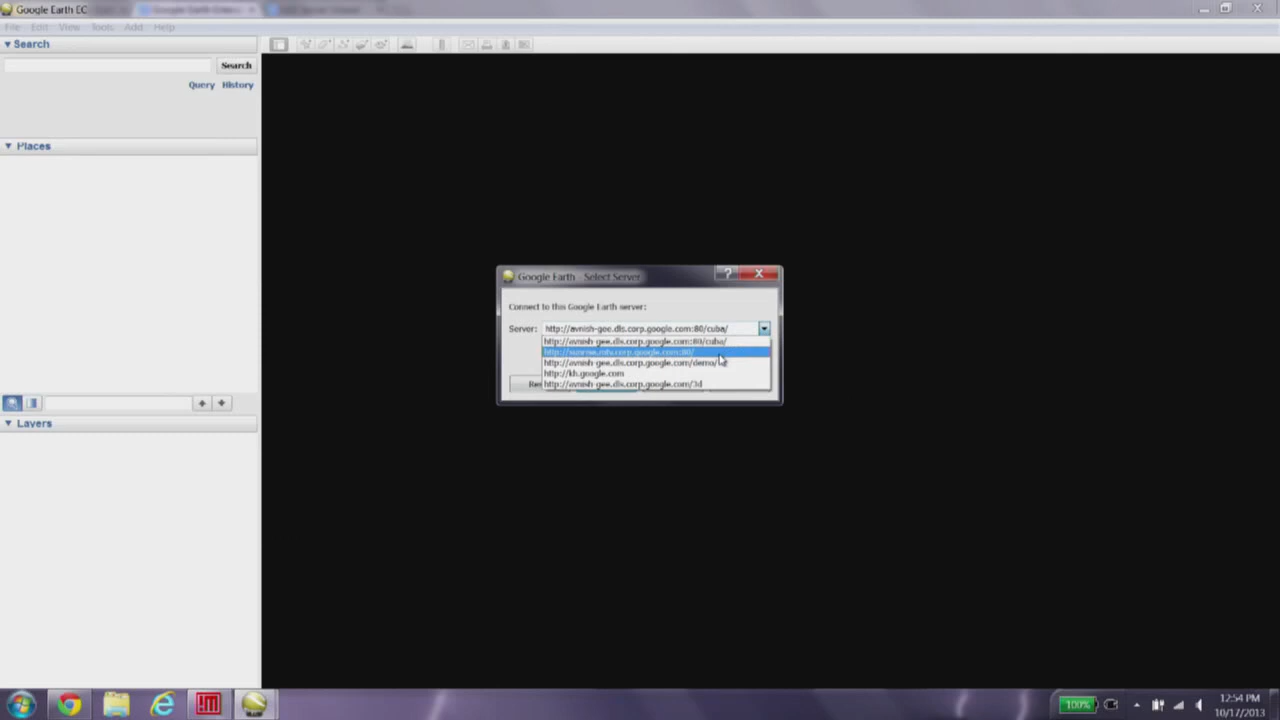 Google Earth EC
File Edit View Tools Add Help
Search
Search
Query History
Places
Layers
Google Earth - Select Server
Connect to this Google Earth server:
Server: http://avnish-gee.dls.corp.google.com:80/cuba/
http://avnish-gee.dls.corp.google.com:80/cuba/
http://avnish-gee.dls.corp.google.com/demo/
http://kh.google.com
http://avnish-gee.dls.corp.google.com/3d
100%
12:54 PM
10/17/2013